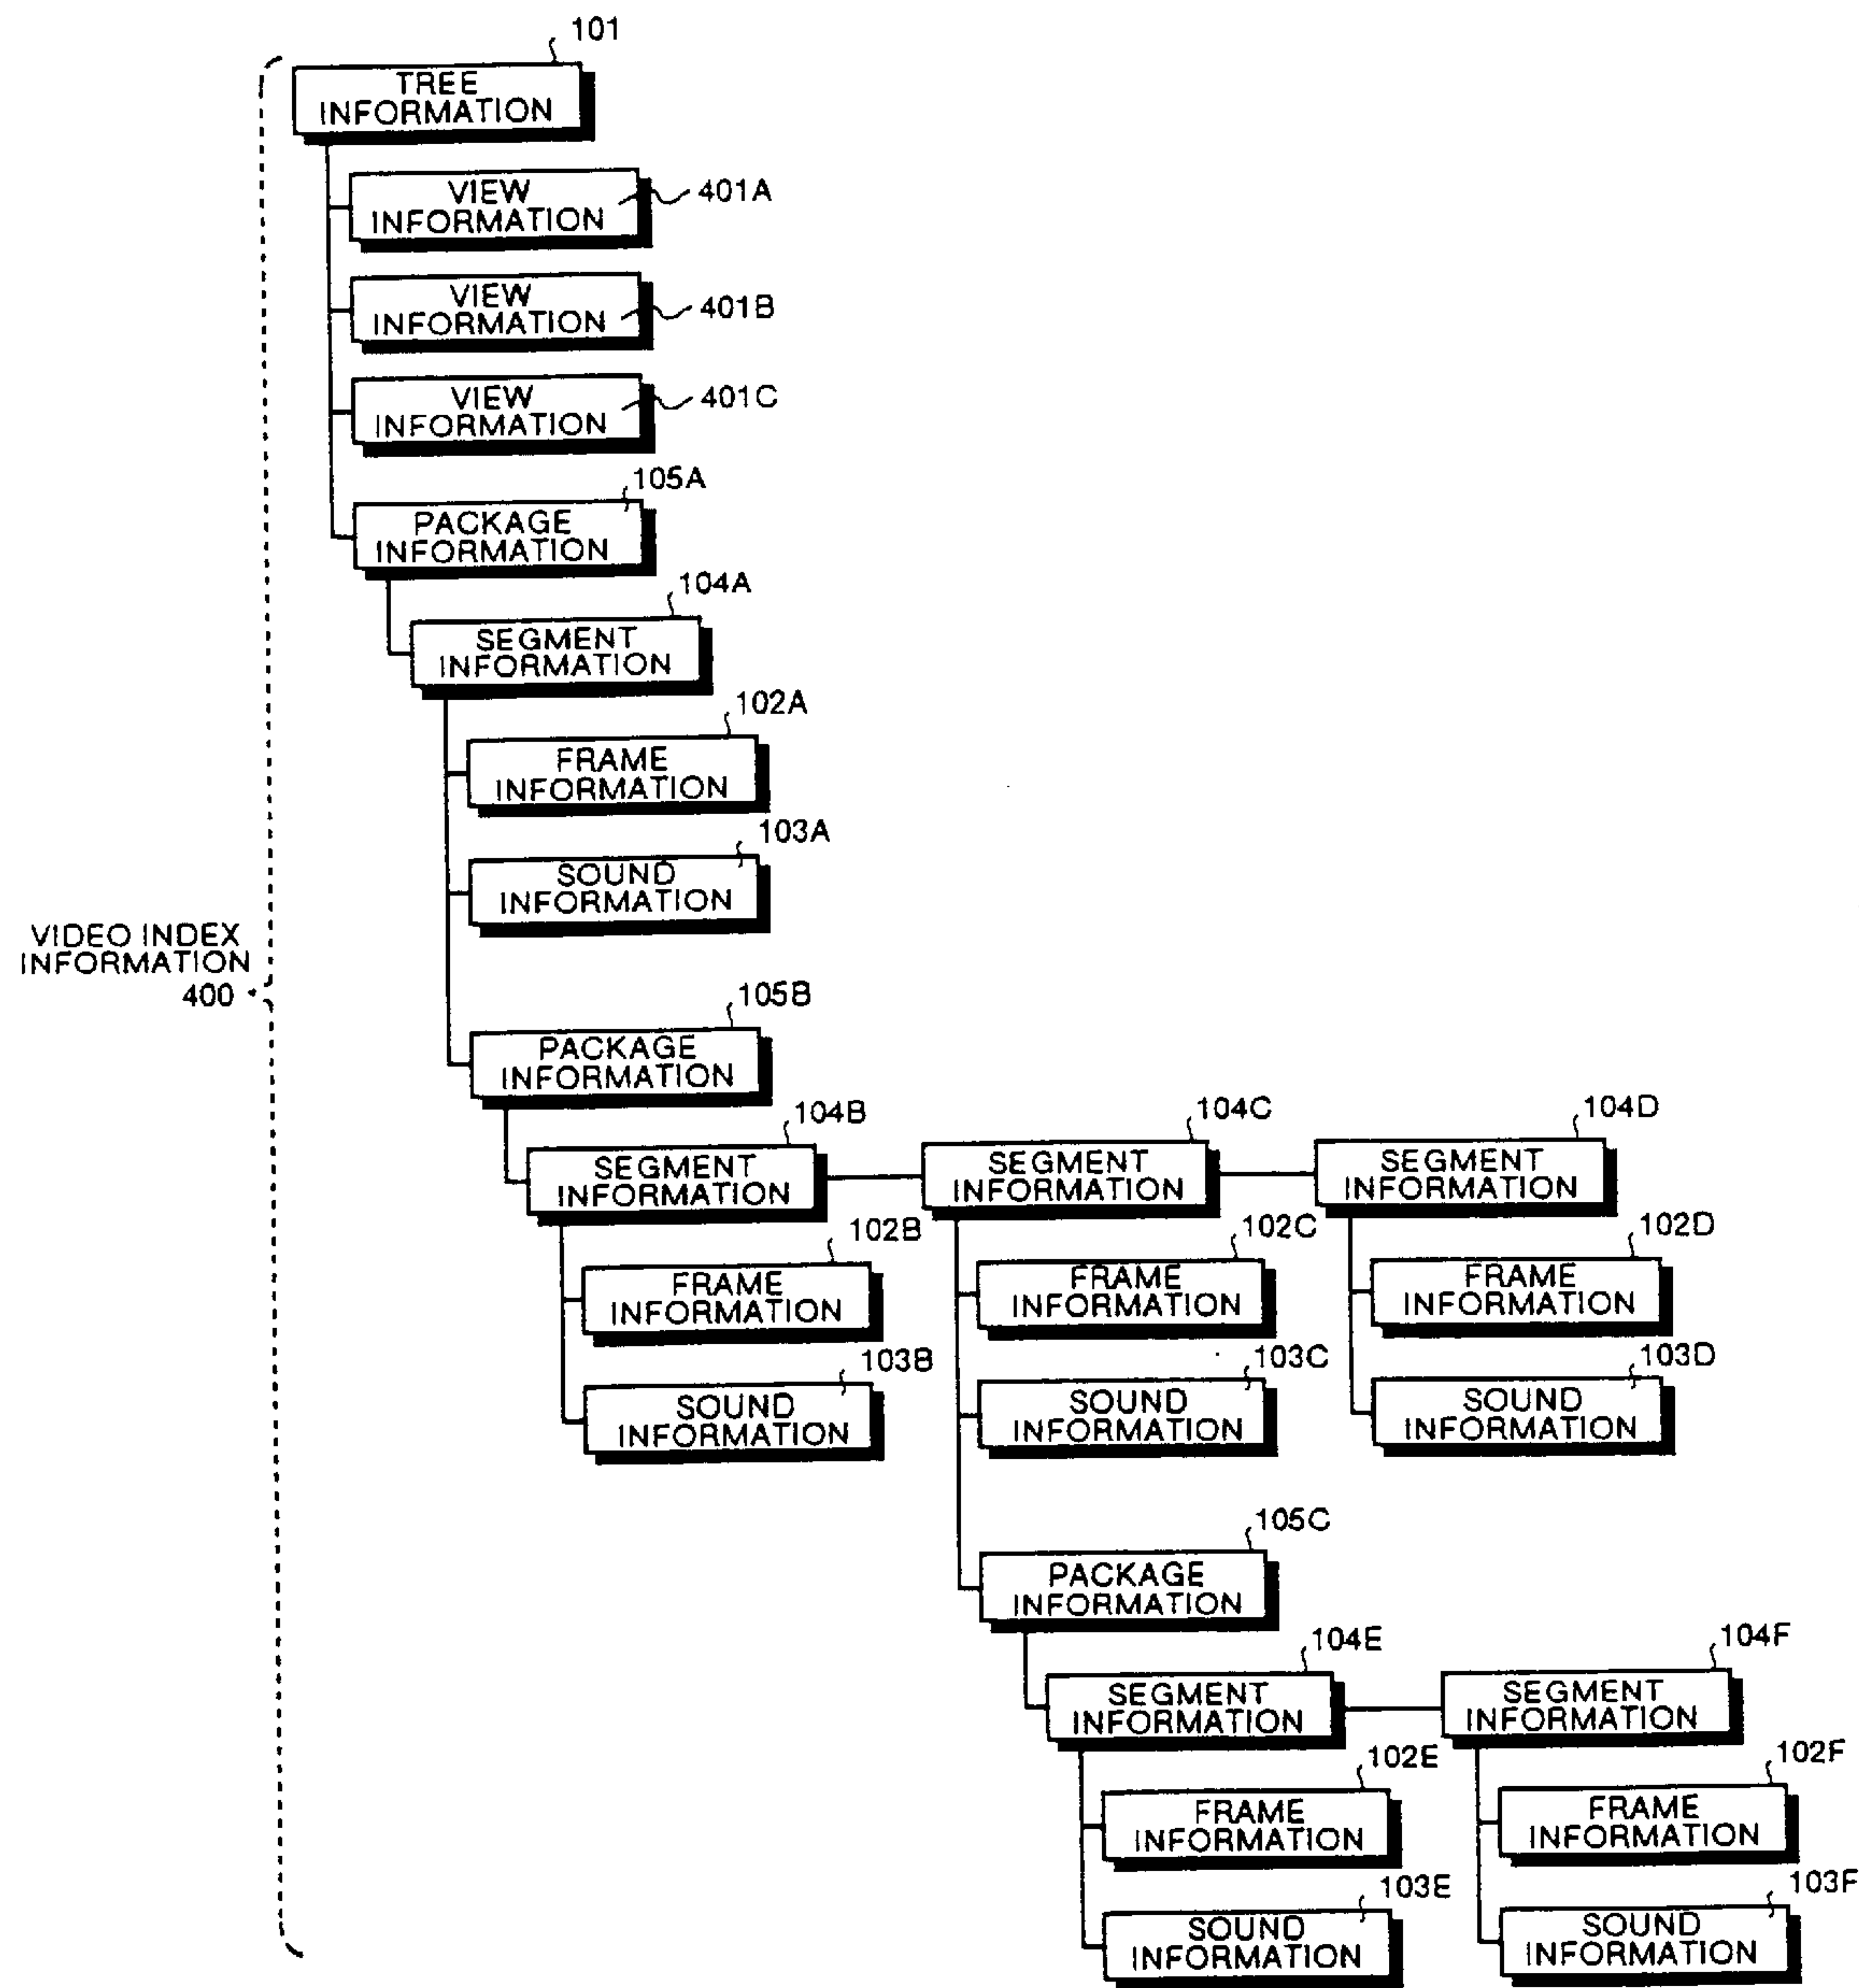 101
TREE
INFORMATION
VIEW
INFORMATION
401A
VIEW
INFORMATION
401B
VIEW
INFORMATION
401C
105A
PACKAGE
INFORMATION
104A
SEGMENT
INFORMATION
102A
FRAME
INFORMATION
103A
SOUND
INFORMATION
VIDEO INDEX
INFORMATION
400
105B
PACKAGE
INFORMATION
104B
SEGMENT
INFORMATION
104C
SEGMENT
INFORMATION
104D
SEGMENT
INFORMATION
102B
FRAME
INFORMATION
102C
FRAME
INFORMATION
102D
FRAME
INFORMATION
103B
SOUND
INFORMATION
103C
SOUND
INFORMATION
103D
SOUND
INFORMATION
105C
PACKAGE
INFORMATION
104E
SEGMENT
INFORMATION
104F
SEGMENT
INFORMATION
102E
FRAME
INFORMATION
102F
FRAME
INFORMATION
103E
SOUND
INFORMATION
103F
SOUND
INFORMATION